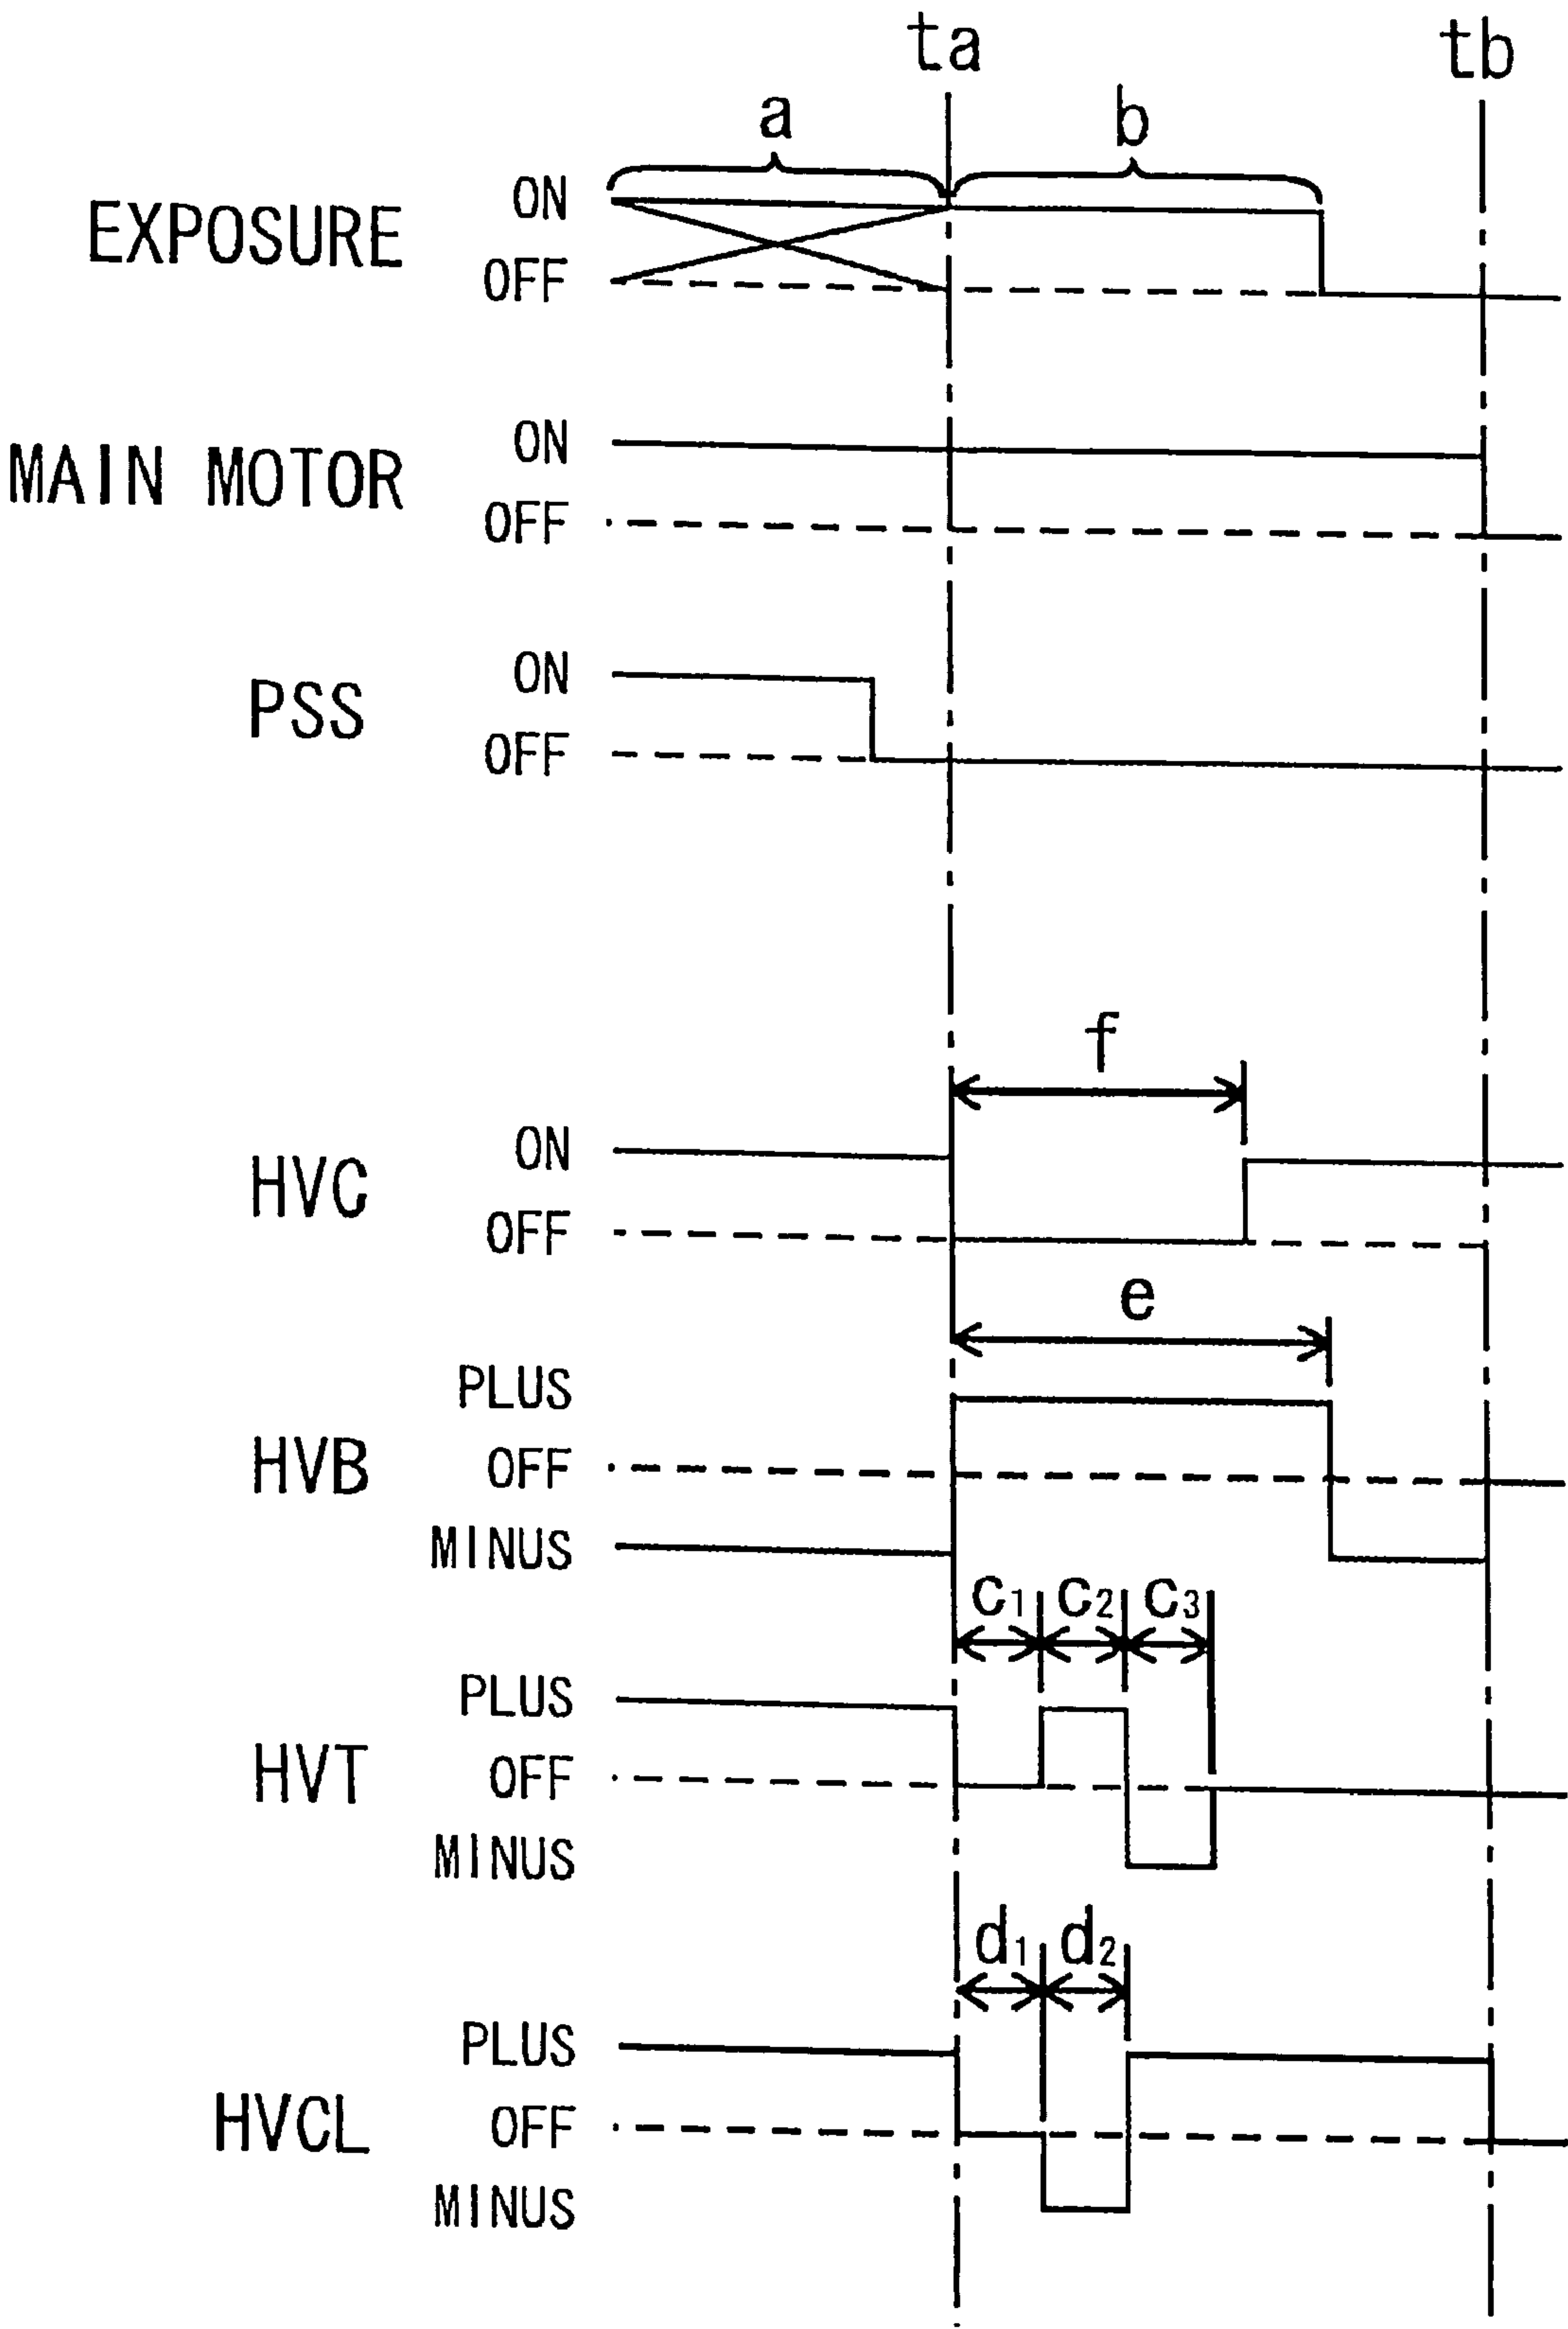 ta tb
a b
EXPOSURE ON
OFF
MAIN MOTOR ON
OFF
PSS ON
OFF
f
HVC ON
OFF
e
PLUS
HVB OFF
MINUS
c1 c2 c3
PLUS
HVT OFF
MINUS
d1 d2
PLUS
HVCL OFF
MINUS